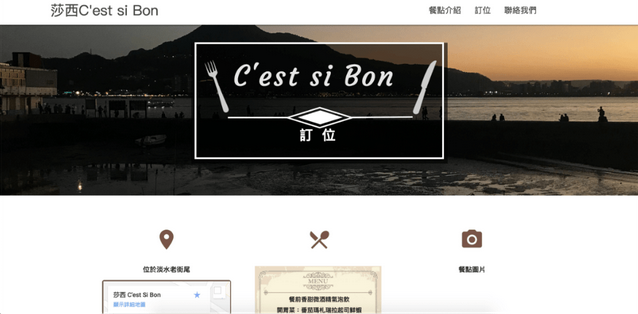 莎西C'est si Bon
餐點介紹 訂位 聯絡我們
C'est si Bon
訂 位
位於淡水老街尾
餐點圖片
莎西 C'est Si Bon
顯示詳細地圖
MENU
餐前香甜微酒精氣泡飲
開胃菜：番茄瑪札瑞拉起司鮮蝦